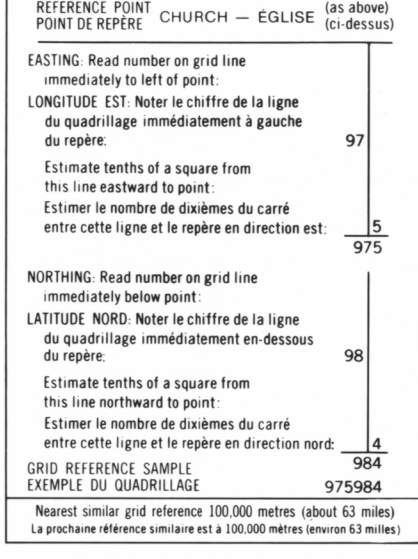 REFERENCE POINT CHURCH — ÉGLISE (as above)
POINT DE REPÈRE (ci-dessus)
EASTING: Read number on grid line
immediately to left of point:
LONGITUDE EST: Noter le chiffre de la ligne
du quadrillage immédiatement à gauche
du repère: 97
Estimate tenths of a square from
this line eastward to point:
Estimer le nombre de dixièmes du carré
entre cette ligne et le repère en direction est: 5
975
NORTHING: Read number on grid line
immediately below point:
LATITUDE NORD: Noter le chiffre de la ligne
du quadrillage immédiatement en-dessous
du repère: 98
Estimate tenths of a square from
this line northward to point:
Estimer le nombre de dixièmes du carré
entre cette ligne et le repère en direction nord: 4
GRID REFERENCE SAMPLE 984
EXEMPLE DU QUADRILLAGE 975984
Nearest similar grid reference 100,000 metres (about 63 miles)
La prochaine référence similaire est à 100,000 mètres (environ 63 milles)